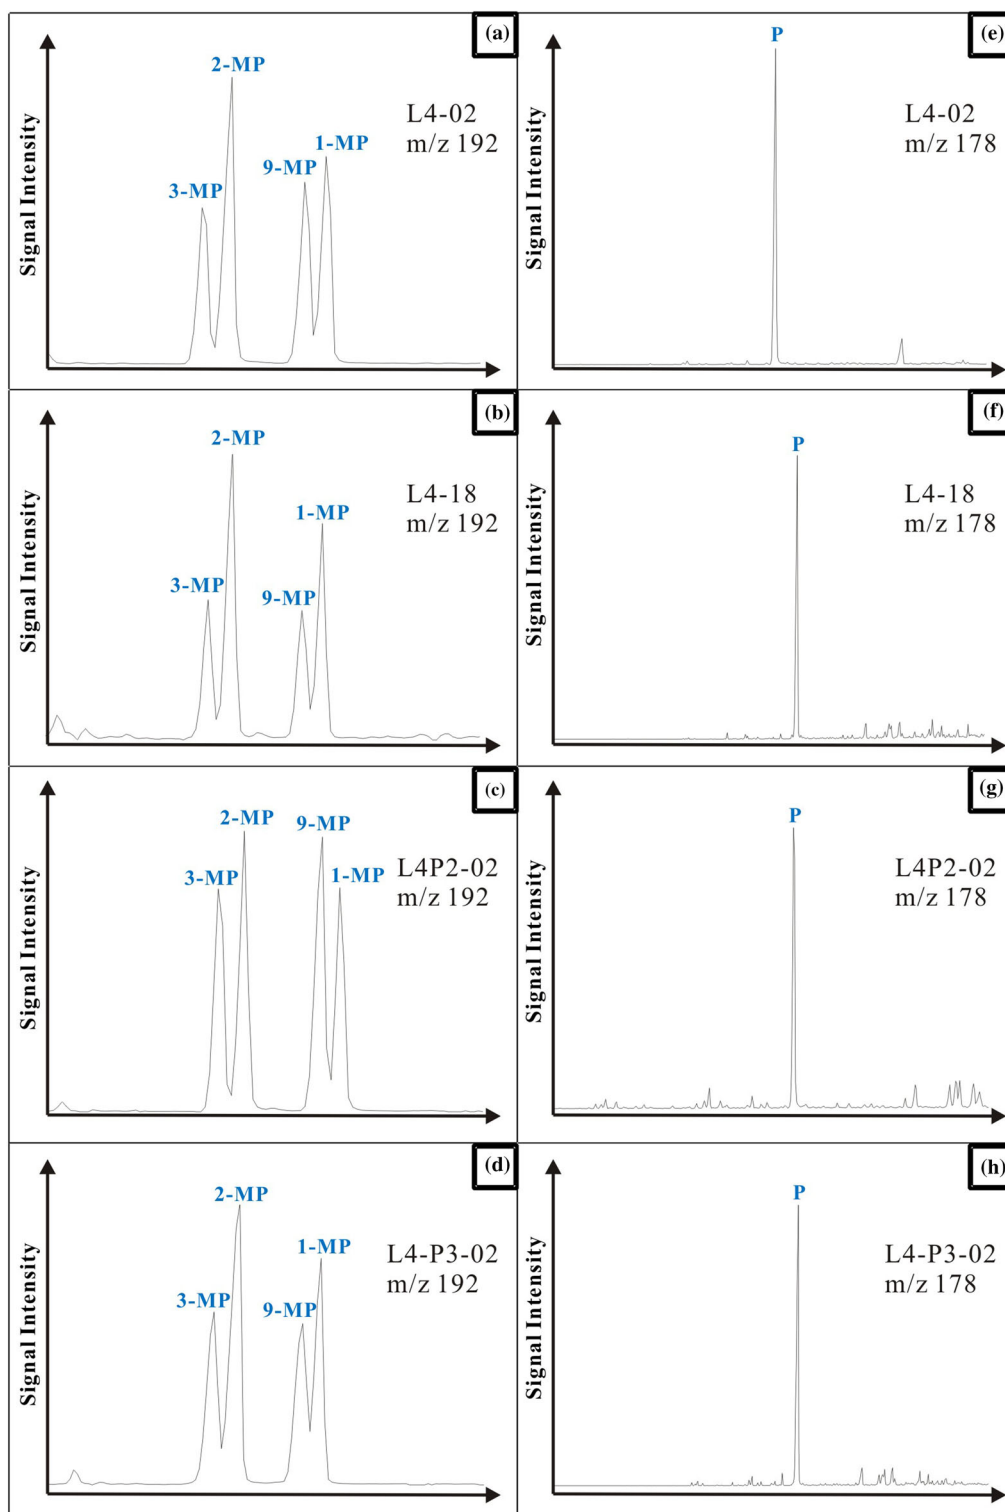 (a)
2-MP
1-MP
9-MP
3-MP
L4-02
m/z 192
Signal Intensity
(e)
P
L4-02
m/z 178
Signal Intensity
(b)
2-MP
1-MP
3-MP
9-MP
L4-18
m/z 192
Signal Intensity
(f)
P
L4-18
m/z 178
Signal Intensity
(c)
2-MP
9-MP
3-MP
1-MP
L4P2-02
m/z 192
Signal Intensity
(g)
P
L4P2-02
m/z 178
Signal Intensity
(d)
2-MP
1-MP
3-MP
9-MP
L4-P3-02
m/z 192
Signal Intensity
(h)
P
L4-P3-02
m/z 178
Signal Intensity